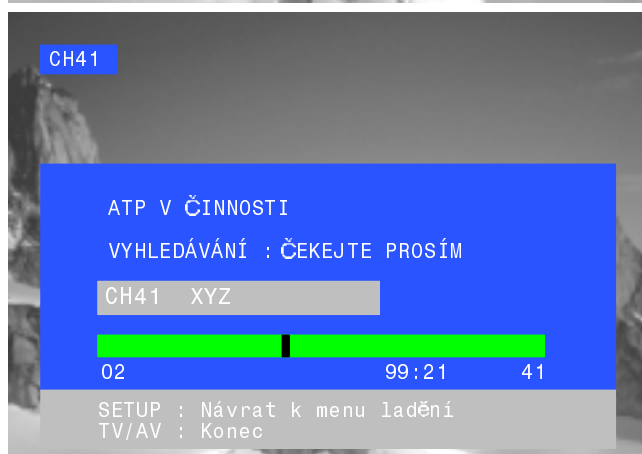 CH41
ATP V ČINNOSTI
VYHLEDÁVÁNÍ : ČEKEJTE PROSÍM
CH41 XYZ
02 99:21 41
SETUP : Návrat k menu ladění
TV/AV : Konec